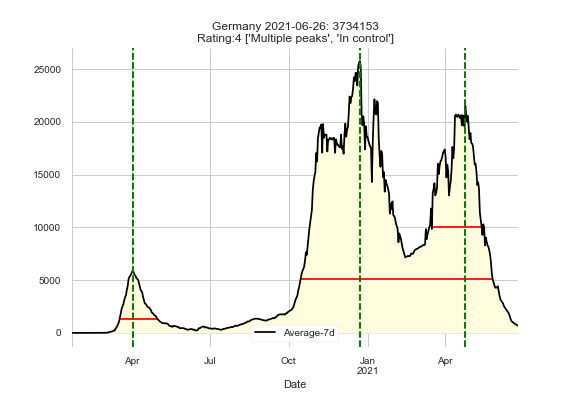 Germany 2021-06-26: 3734153
Rating:4 ['Multiple peaks', 'In control']
25000
20000
15000
10000
5000
0
Average-7d
Apr
Jul
Oct
Jan
2021
Apr
Date